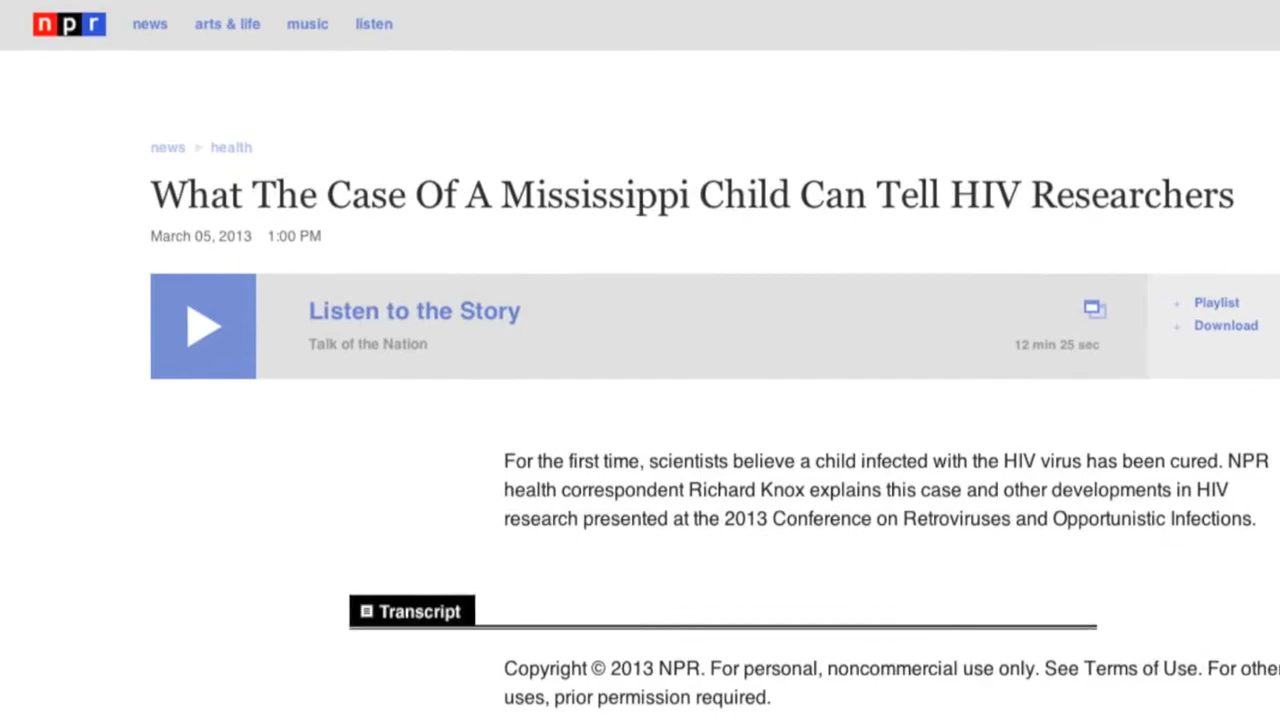 npr news arts & life music listen
news ▸ health
What The Case Of A Mississippi Child Can Tell HIV Researchers
March 05, 2013 1:00 PM
Listen to the Story
Talk of the Nation
12 min 25 sec
+ Playlist
+ Download
For the first time, scientists believe a child infected with the HIV virus has been cured. NPR
health correspondent Richard Knox explains this case and other developments in HIV
research presented at the 2013 Conference on Retroviruses and Opportunistic Infections.
Transcript
Copyright © 2013 NPR. For personal, noncommercial use only. See Terms of Use. For other
uses, prior permission required.